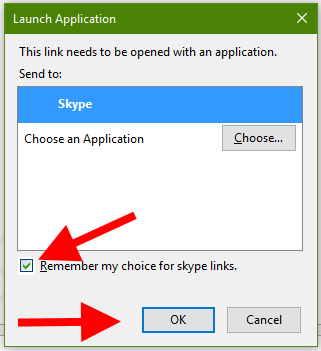 Launch Application
This link needs to be opened with an application.
Send to:
Skype
Choose an Application Choose...
Remember my choice for skype links.
OK Cancel